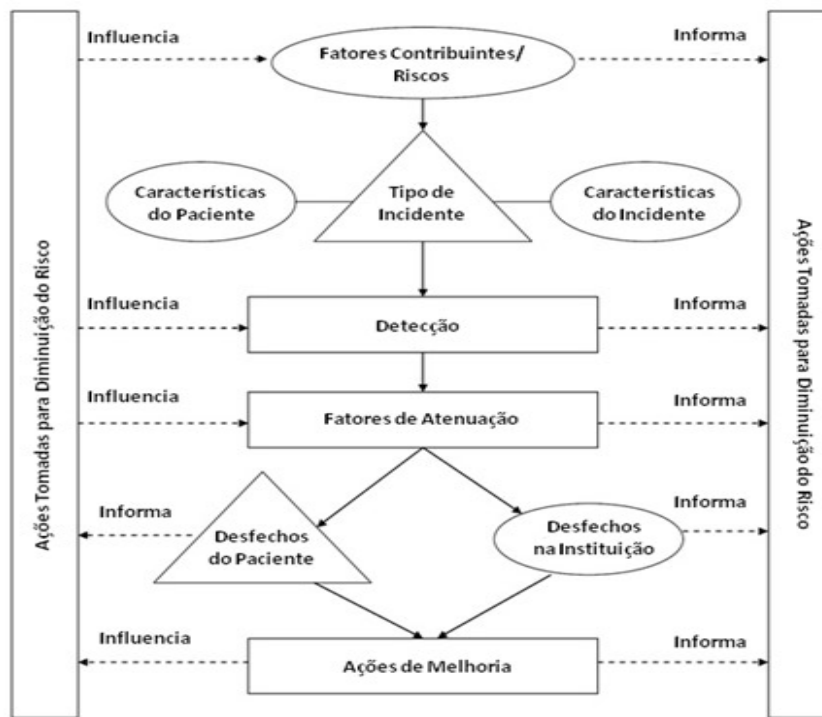 Influencia
Fatores Contribuintes/
Riscos
Informa
Características
do Paciente
Tipo de
Incidente
Características
do Incidente
Influencia
Detecção
Informa
Influencia
Fatores de Atenuação
Informa
Informa
Desfechos
do Paciente
Desfechos
na Instituição
Informa
Influencia
Ações de Melhoria
Informa
Ações Tomadas para Diminuição do Risco
Ações Tomadas para Diminuição do Risco